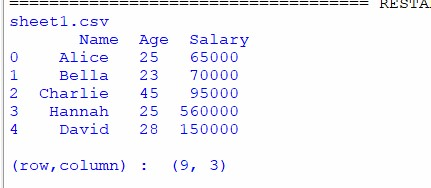 ==================================== RESTA
sheet1.csv
Name Age Salary
0 Alice 25 65000
1 Bella 23 70000
2 Charlie 45 95000
3 Hannah 25 560000
4 David 28 150000
(row,column) : (9, 3)